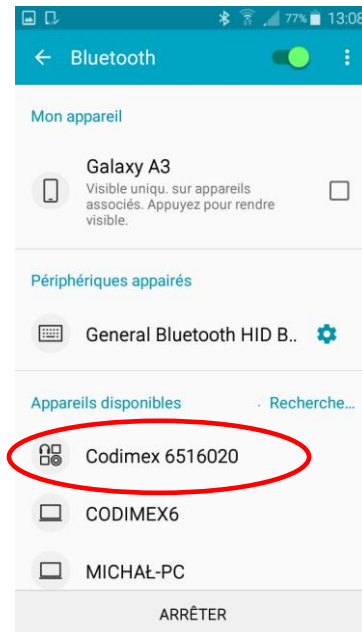 77% 13:08
Bluetooth
Mon appareil
Galaxy A3
Visible uniqu. sur appareils
associés. Appuyez pour rendre
visible.
Périphériques appairés
General Bluetooth HID B..
Appareils disponibles Recherche...
Codimex 6516020
CODIMEX6
MICHAŁ-PC
ARRÊTER